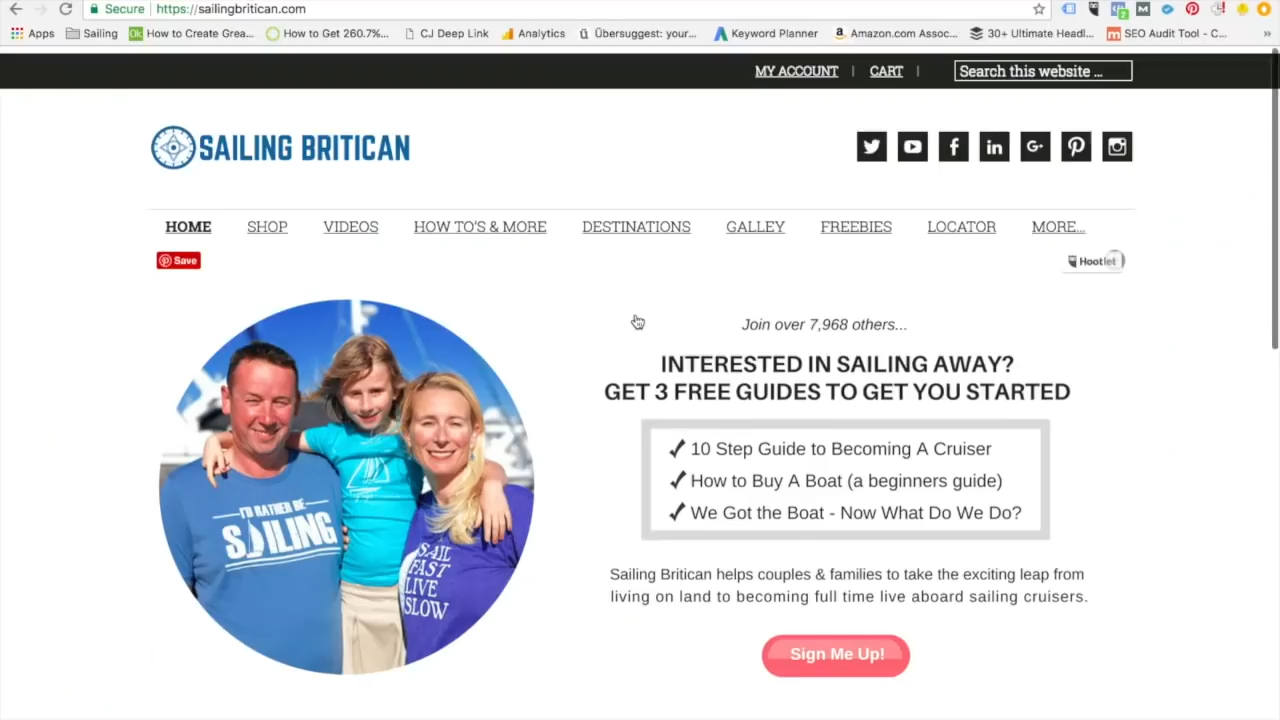 Secure https://sailingbritican.com
Apps Sailing How to Create Grea... How to Get 260.7%... CJ Deep Link Analytics Übersuggest: your... Keyword Planner Amazon.com Assoc... 30+ Ultimate Headl... SEO Audit Tool - C... »
MY ACCOUNT | CART | Search this website ...
SAILING BRITICAN
HOME SHOP VIDEOS HOW TO'S & MORE DESTINATIONS GALLEY FREEBIES LOCATOR MORE...
Save Hootlet
Join over 7,968 others...
INTERESTED IN SAILING AWAY?
GET 3 FREE GUIDES TO GET YOU STARTED
10 Step Guide to Becoming A Cruiser
How to Buy A Boat (a beginners guide)
We Got the Boat - Now What Do We Do?
Sailing Britican helps couples & families to take the exciting leap from
living on land to becoming full time live aboard sailing cruisers.
Sign Me Up!
I'D RATHER BE
SAILING
SAIL
FAST
LIVE
SLOW